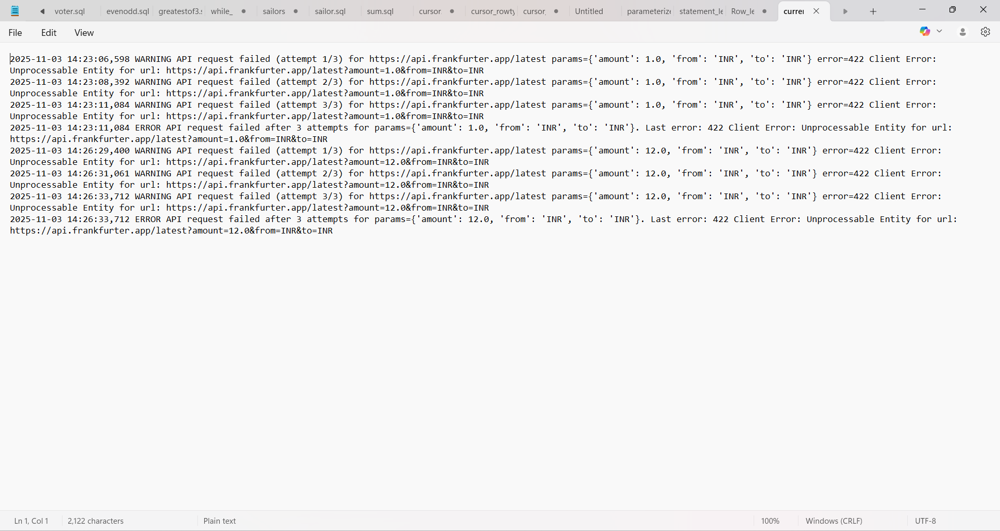 voter.sql evenodd.sql greatestof3.s while_ sailors sailor.sql sum.sql cursor. cursor_rowty cursor_ Untitled parameterize statement_le Row_le currer
File Edit View
2025-11-03 14:23:06,598 WARNING API request failed (attempt 1/3) for https://api.frankfurter.app/latest params={'amount': 1.0, 'from': 'INR', 'to': 'INR'} error=422 Client Error:
Unprocessable Entity for url: https://api.frankfurter.app/latest?amount=1.0&from=INR&to=INR
2025-11-03 14:23:08,392 WARNING API request failed (attempt 2/3) for https://api.frankfurter.app/latest params={'amount': 1.0, 'from': 'INR', 'to': 'INR'} error=422 Client Error:
Unprocessable Entity for url: https://api.frankfurter.app/latest?amount=1.0&from=INR&to=INR
2025-11-03 14:23:11,084 WARNING API request failed (attempt 3/3) for https://api.frankfurter.app/latest params={'amount': 1.0, 'from': 'INR', 'to': 'INR'} error=422 Client Error:
Unprocessable Entity for url: https://api.frankfurter.app/latest?amount=1.0&from=INR&to=INR
2025-11-03 14:23:11,084 ERROR API request failed after 3 attempts for params={'amount': 1.0, 'from': 'INR', 'to': 'INR'}. Last error: 422 Client Error: Unprocessable Entity for url:
https://api.frankfurter.app/latest?amount=1.0&from=INR&to=INR
2025-11-03 14:26:29,400 WARNING API request failed (attempt 1/3) for https://api.frankfurter.app/latest params={'amount': 12.0, 'from': 'INR', 'to': 'INR'} error=422 Client Error:
Unprocessable Entity for url: https://api.frankfurter.app/latest?amount=12.0&from=INR&to=INR
2025-11-03 14:26:31,061 WARNING API request failed (attempt 2/3) for https://api.frankfurter.app/latest params={'amount': 12.0, 'from': 'INR', 'to': 'INR'} error=422 Client Error:
Unprocessable Entity for url: https://api.frankfurter.app/latest?amount=12.0&from=INR&to=INR
2025-11-03 14:26:33,712 WARNING API request failed (attempt 3/3) for https://api.frankfurter.app/latest params={'amount': 12.0, 'from': 'INR', 'to': 'INR'} error=422 Client Error:
Unprocessable Entity for url: https://api.frankfurter.app/latest?amount=12.0&from=INR&to=INR
2025-11-03 14:26:33,712 ERROR API request failed after 3 attempts for params={'amount': 12.0, 'from': 'INR', 'to': 'INR'}. Last error: 422 Client Error: Unprocessable Entity for url:
https://api.frankfurter.app/latest?amount=12.0&from=INR&to=INR
Ln 1, Col 1 2,122 characters Plain text 100% Windows (CRLF) UTF-8